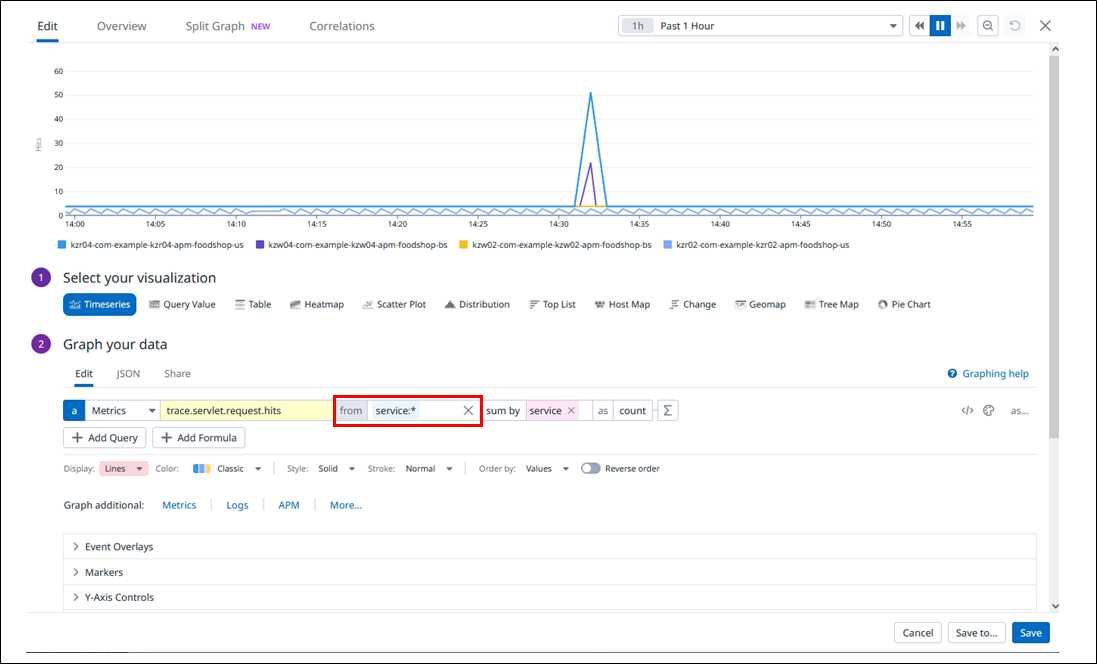 Edit Overview Split Graph NEW Correlations 1h Past 1 Hour
60
50
40
30
20
10
0
Hits
14:00 14:05 14:10 14:15 14:20 14:25 14:30 14:35 14:40 14:45 14:50 14:55
kzr04-com-example-kzr04-apm-foodshop-us kzw04-com-example-kzw04-apm-foodshop-bs kzw02-com-example-kzw02-apm-foodshop-bs kzr02-com-example-kzr02-apm-foodshop-us
1 Select your visualization
Timeseries Query Value Table Heatmap Scatter Plot Distribution Top List Host Map Change Geomap Tree Map Pie Chart
2 Graph your data
Edit JSON Share Graphing help
a Metrics trace.servlet.request.hits from service:* sum by service as count Σ </> as...
+ Add Query + Add Formula
Display: Lines Color: Classic Style: Solid Stroke: Normal Order by: Values Reverse order
Graph additional: Metrics Logs APM More...
Event Overlays
Markers
Y-Axis Controls
Cancel Save to... Save